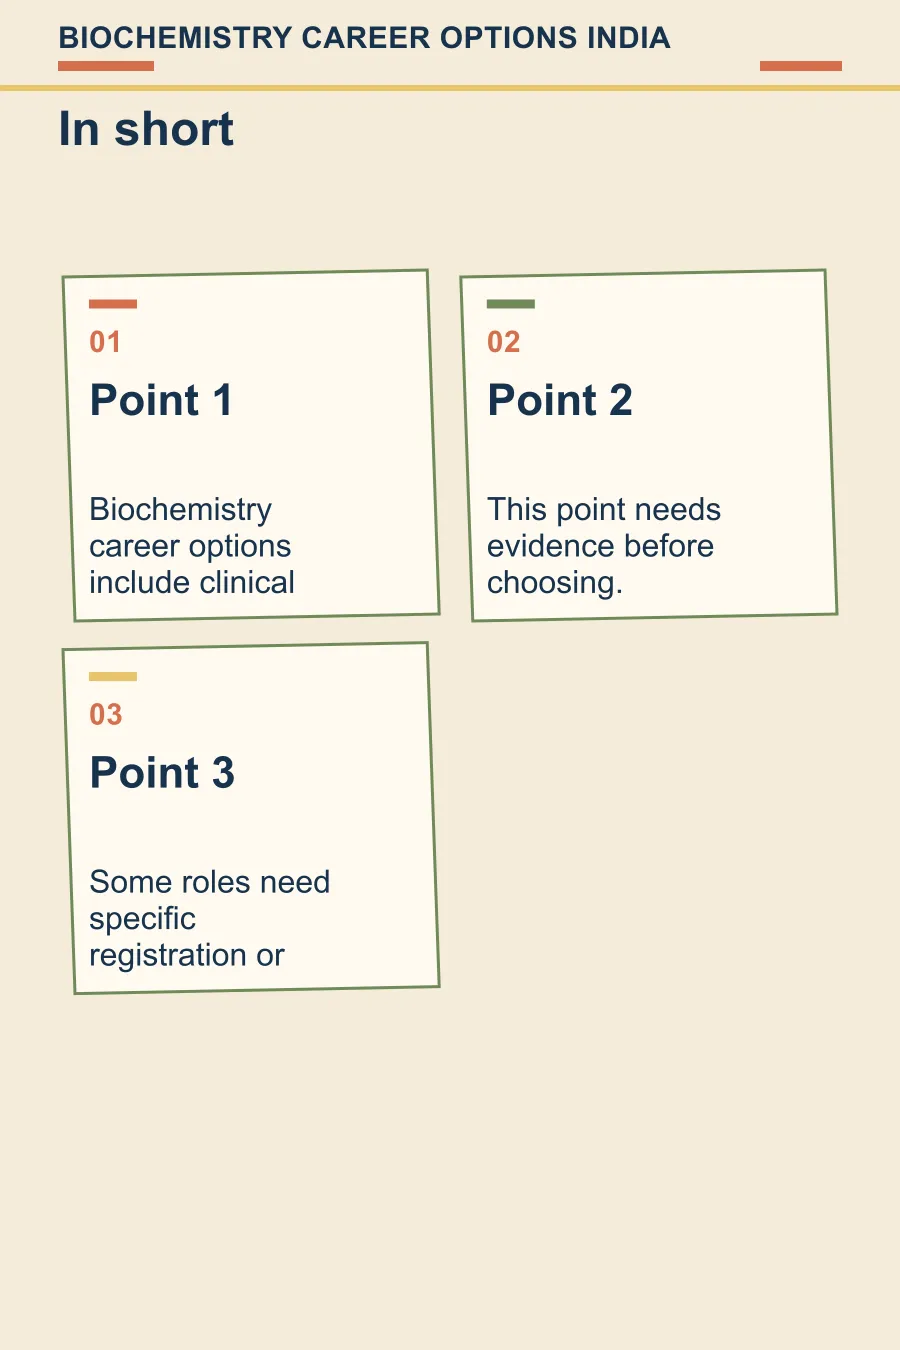 BIOCHEMISTRY CAREER OPTIONS INDIA
In short
01
Point 1
Biochemistry
career options
include clinical
02
Point 2
This point needs
evidence before
choosing.
03
Point 3
Some roles need
specific
registration or